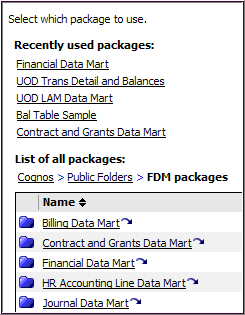 Select which package to use.
Recently used packages:
Financial Data Mart
UOD Trans Detail and Balances
UOD LAM Data Mart
Bal Table Sample
Contract and Grants Data Mart
List of all packages:
Cognos > Public Folders > FDM packages
Name
Billing Data Mart
Contract and Grants Data Mart
Financial Data Mart
HR Accounting Line Data Mart
Journal Data Mart